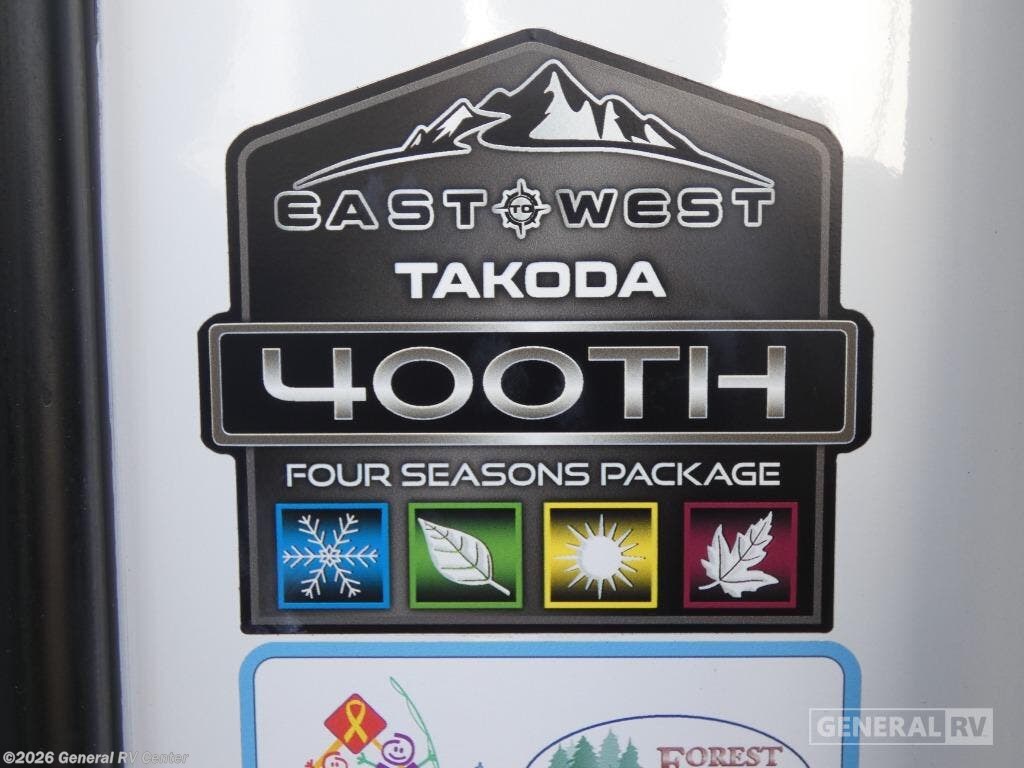 EAST TO WEST
TAKODA
400TH
FOUR SEASONS PACKAGE
FOREST
GENERAL RV
©2026 General RV Center